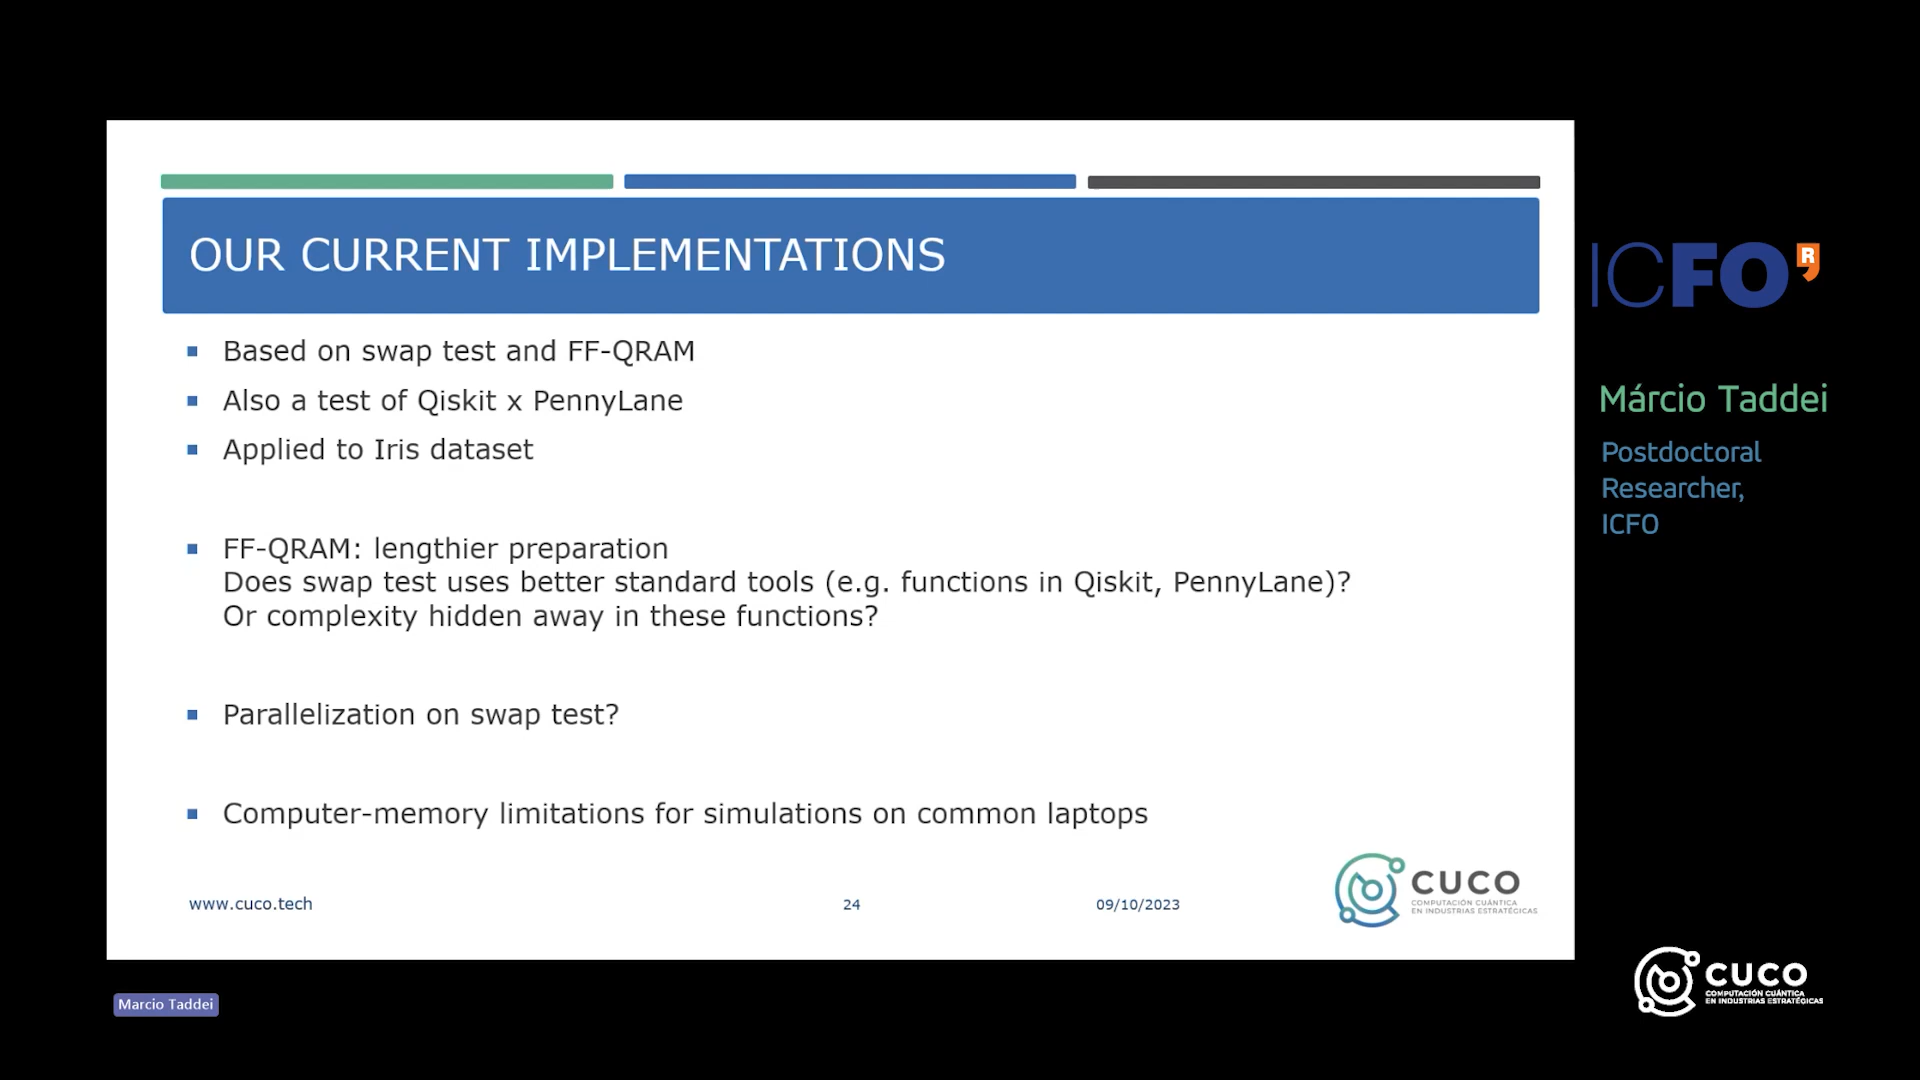 OUR CURRENT IMPLEMENTATIONS
Based on swap test and FF-QRAM
Also a test of Qiskit x PennyLane
Applied to Iris dataset
FF-QRAM: lengthier preparation
Does swap test uses better standard tools (e.g. functions in Qiskit, PennyLane)?
Or complexity hidden away in these functions?
Parallelization on swap test?
Computer-memory limitations for simulations on common laptops
www.cuco.tech
24
09/10/2023
CUCO
COMPUTACIÓN CUÁNTICA
EN INDUSTRIAS ESTRATÉGICAS
ICFO
R
Márcio Taddei
Postdoctoral
Researcher,
ICFO
CUCO
COMPUTACIÓN CUÁNTICA
EN INDUSTRIAS ESTRATÉGICAS
Marcio Taddei